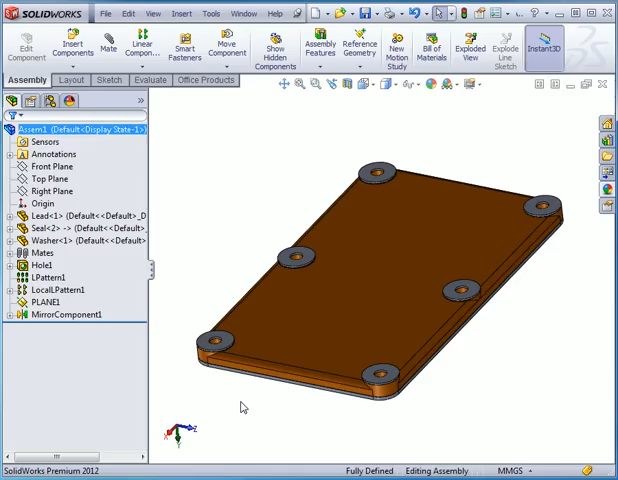 SOLIDWORKS File Edit View Insert Tools Window Help
Edit Component
Insert Components
Mate
Linear Compon...
Smart Fasteners
Move Component
Show Hidden Components
Assembly Features
Reference Geometry
New Motion Study
Bill of Materials
Exploded View
Explode Line Sketch
Instant3D
Assembly Layout Sketch Evaluate Office Products
Assem1 (Default<Display State-1>)
Sensors
Annotations
Front Plane
Top Plane
Right Plane
Origin
Lead<1> (Default<<Default>_D
Seal<2> -> (Default<<Default>
Washer<1> (Default<<Default>
Mates
Hole1
LPattern1
LocalLPattern1
PLANE1
MirrorComponent1
X Y Z
SolidWorks Premium 2012 Fully Defined Editing Assembly MMGS